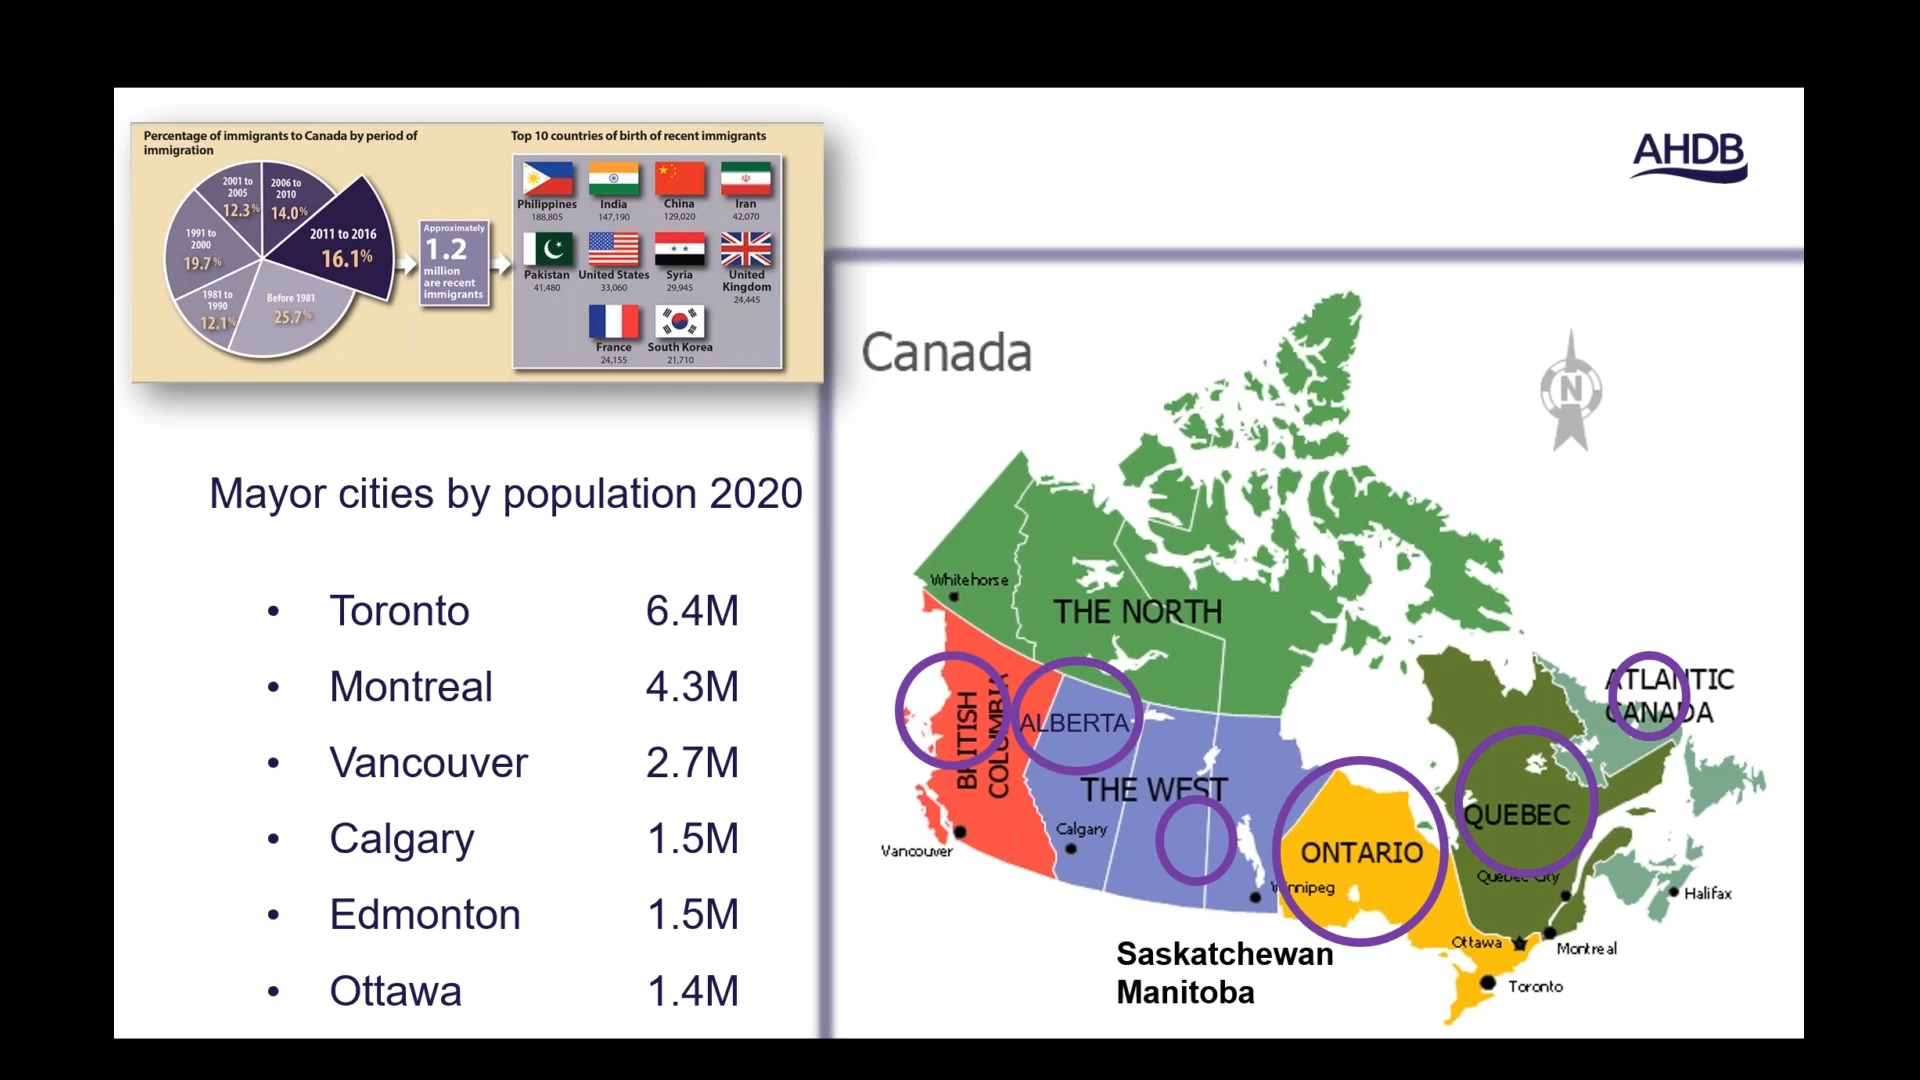 Percentage of immigrants to Canada by period of
immigration
2001 to
2005
12.3%
2006 to
2010
14.0%
2011 to 2016
16.1%
1991 to
2000
19.7%
1981 to
1990
12.1%
Before 1981
25.7%
Approximately
1.2
million
are recent
immigrants
Top 10 countries of birth of recent immigrants
Philippines
188,805
India
147,190
China
129,020
Iran
42,070
Pakistan
41,480
United States
33,060
Syria
29,945
United
Kingdom
24,445
France
24,155
South Korea
21,710
AHDB
Mayor cities by population 2020
• Toronto 6.4M
• Montreal 4.3M
• Vancouver 2.7M
• Calgary 1.5M
• Edmonton 1.5M
• Ottawa 1.4M
Canada
N
Whitehorse
THE NORTH
BRITISH
COLUMBIA
ALBERTA
THE WEST
Calgary
Vancouver
Winnipeg
ONTARIO
QUEBEC
Quebec City
ATLANTIC
CANADA
Halifax
Ottawa
Montreal
Toronto
Saskatchewan
Manitoba